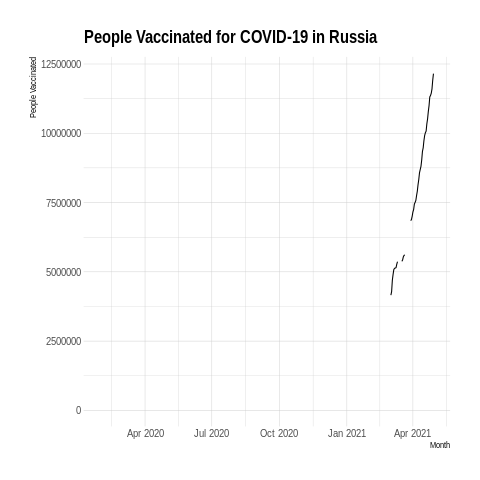 People Vaccinated for COVID-19 in Russia
People Vaccinated
12500000
10000000
7500000
5000000
2500000
0
Apr 2020 Jul 2020 Oct 2020 Jan 2021 Apr 2021
Month